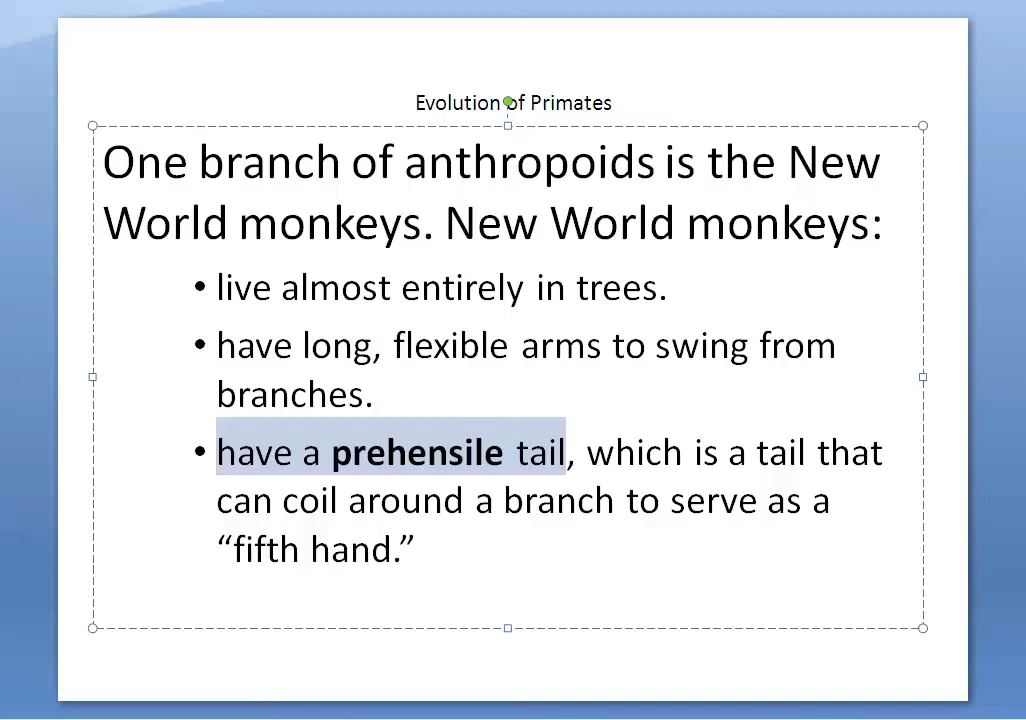 Evolution of Primates
One branch of anthropoids is the New
World monkeys. New World monkeys:
• live almost entirely in trees.
• have long, flexible arms to swing from
branches.
• have a prehensile tail, which is a tail that
can coil around a branch to serve as a
“fifth hand.”